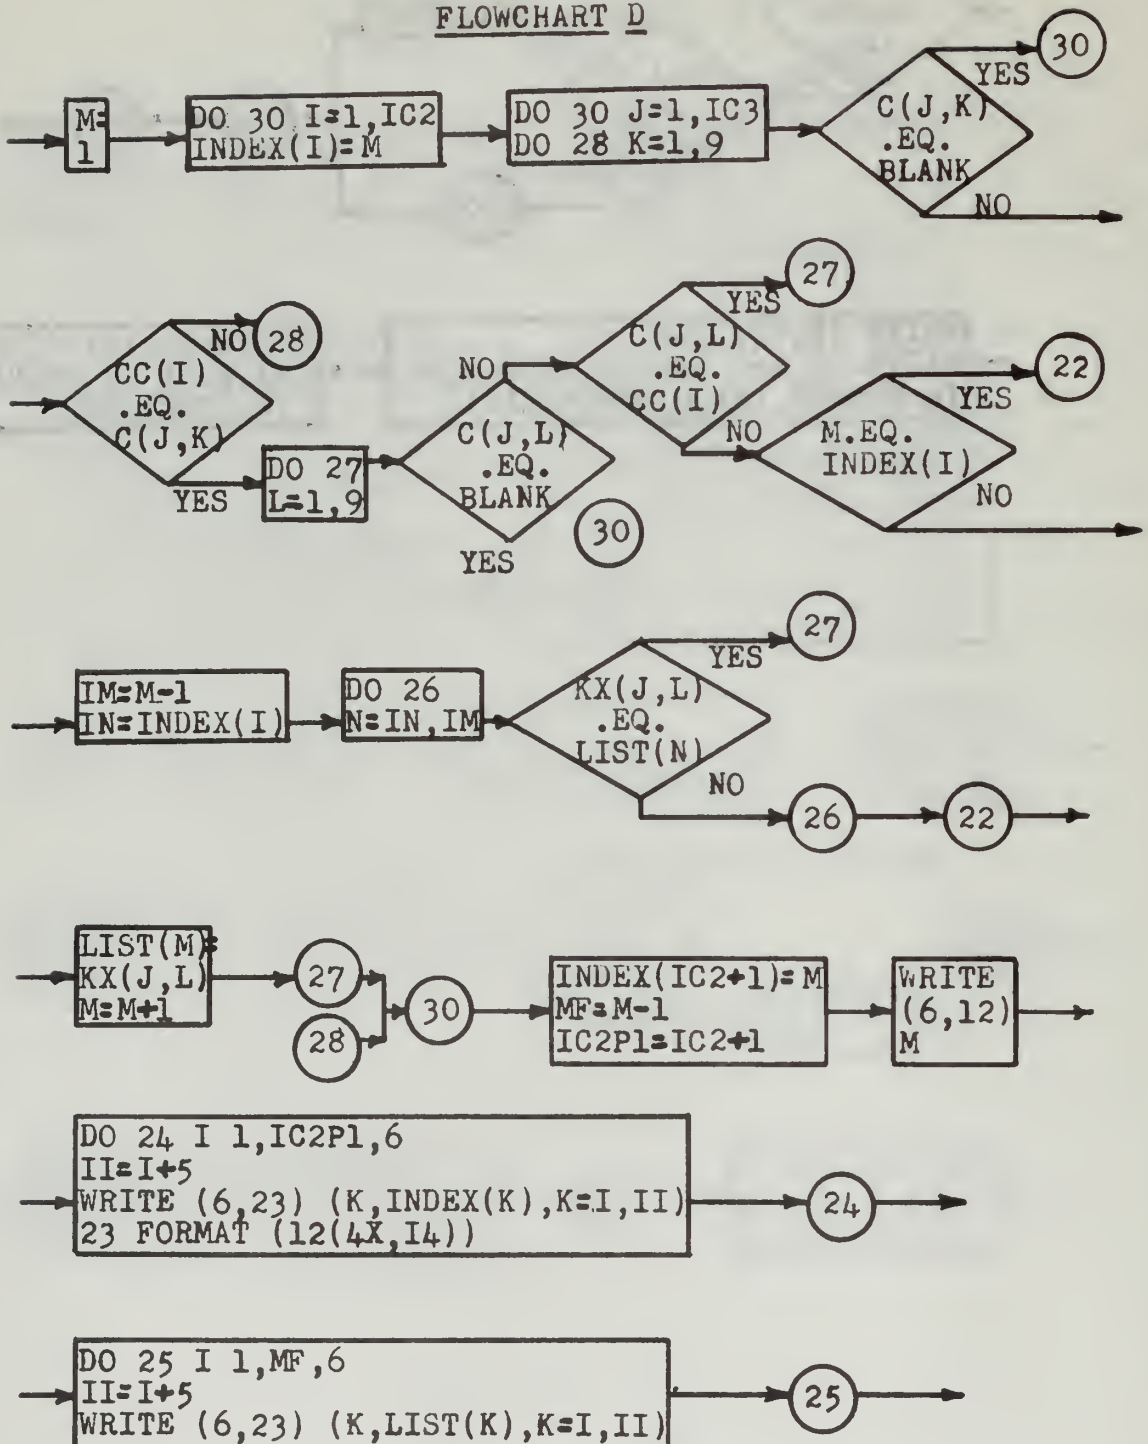 FLOWCHART D
M=
1
DO 30 I=1,IC2
INDEX(I)=M
DO 30 J=1,IC3
DO 28 K=1,9
C(J,K)
.EQ.
BLANK
YES
30
NO
CC(I)
.EQ.
C(J,K)
NO
28
YES
DO 27
L=1,9
C(J,L)
.EQ.
BLANK
NO
YES
30
C(J,L)
.EQ.
CC(I)
YES
27
NO
M.EQ.
INDEX(I)
YES
22
NO
IM=M-1
IN=INDEX(I)
DO 26
N=IN,IM
KX(J,L)
.EQ.
LIST(N)
YES
27
NO
26
22
LIST(M)=
KX(J,L)
M=M+1
27
28
30
INDEX(IC2+1)=M
MF=M-1
IC2P1=IC2+1
WRITE
(6,12)
M
DO 24 I 1,IC2P1,6
II=I+5
WRITE (6,23) (K,INDEX(K),K=I,II)
23 FORMAT (12(4X,I4))
24
DO 25 I 1,MF,6
II=I+5
WRITE (6,23) (K,LIST(K),K=I,II)
25